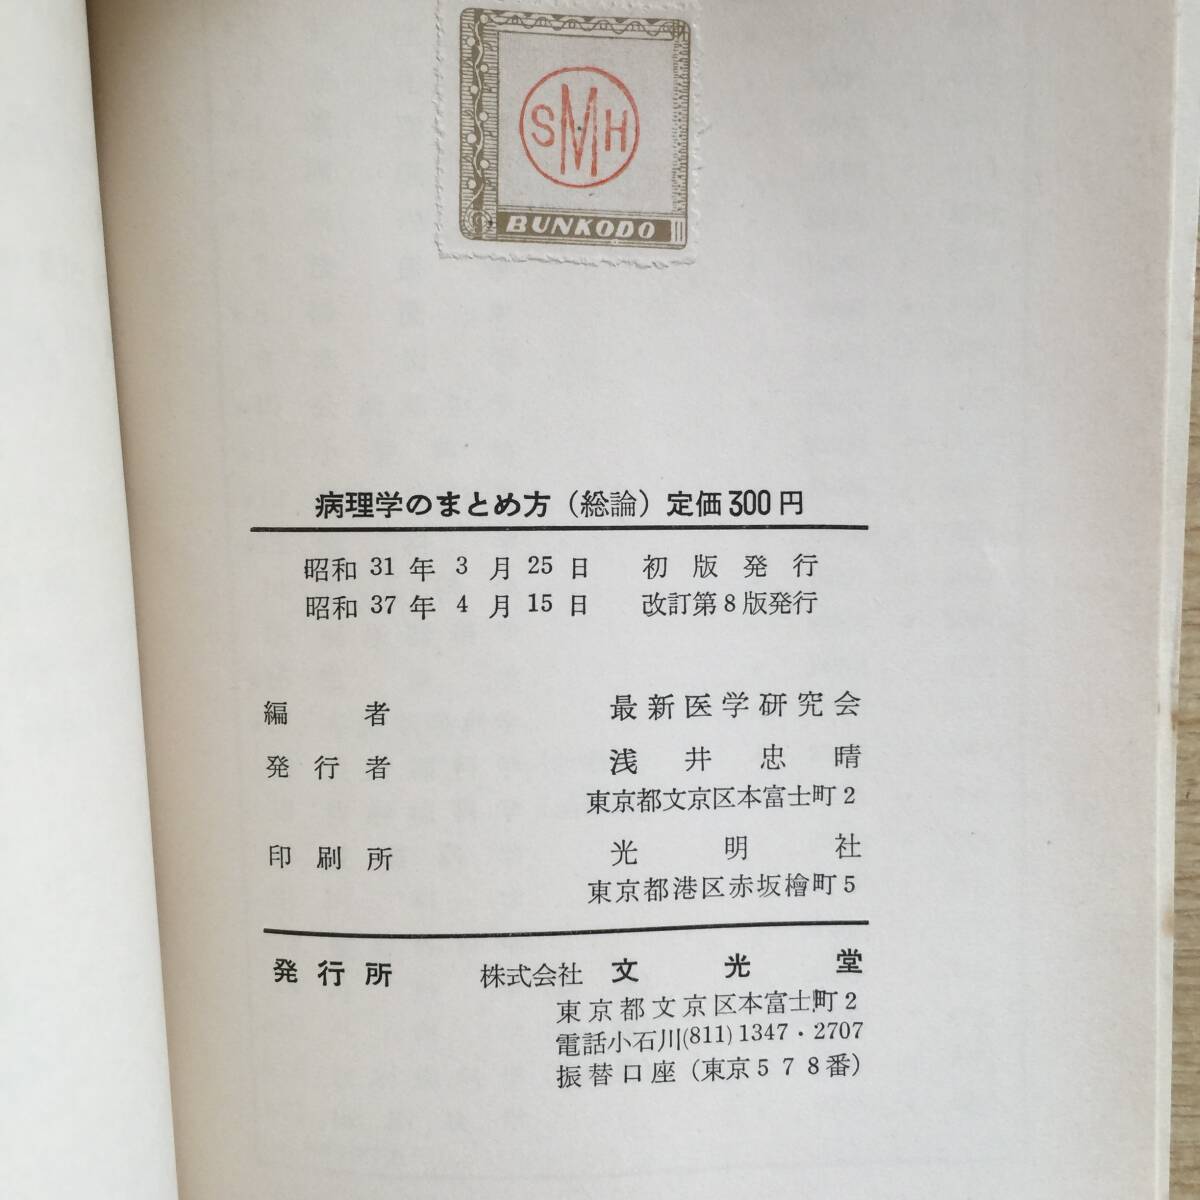 SMH
BUNKODO
病理学のまとめ方（総論）定価300円
昭和31年3月25日 初版発行
昭和37年4月15日 改訂第8版発行
編者 最新医学研究会
発行者 浅井忠晴
東京都文京区本富士町2
印刷所 光明社
東京都港区赤坂檜町5
発行所 株式会社 文光堂
東京都文京区本富士町2
電話小石川(811)1347・2707
振替口座（東京578番）